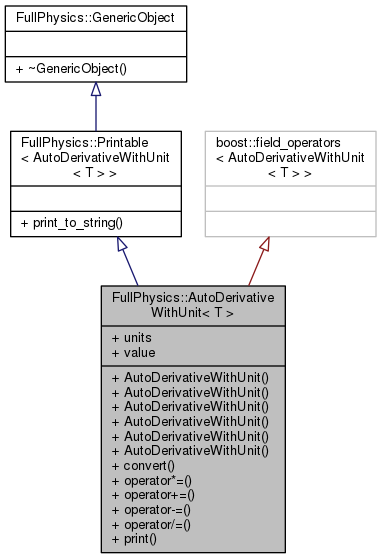 FullPhysics::GenericObject
+ ~GenericObject()
FullPhysics::Printable
< AutoDerivativeWithUnit
< T > >
+ print_to_string()
boost::field_operators
< AutoDerivativeWithUnit
< T > >
FullPhysics::AutoDerivative
WithUnit< T >
+ units
+ value
+ AutoDerivativeWithUnit()
+ AutoDerivativeWithUnit()
+ AutoDerivativeWithUnit()
+ AutoDerivativeWithUnit()
+ AutoDerivativeWithUnit()
+ AutoDerivativeWithUnit()
+ convert()
+ operator*=()
+ operator+=()
+ operator-=()
+ operator/=()
+ print()